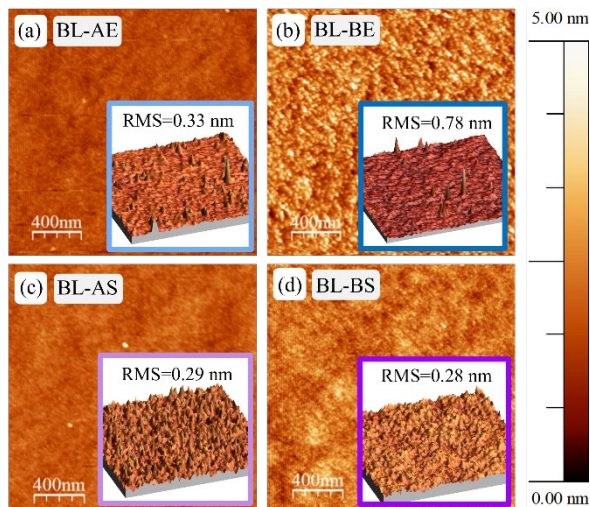 (a) BL-AE
RMS=0.33 nm
400nm
(b) BL-BE
RMS=0.78 nm
400nm
(c) BL-AS
RMS=0.29 nm
400nm
(d) BL-BS
RMS=0.28 nm
400nm
5.00 nm
0.00 nm